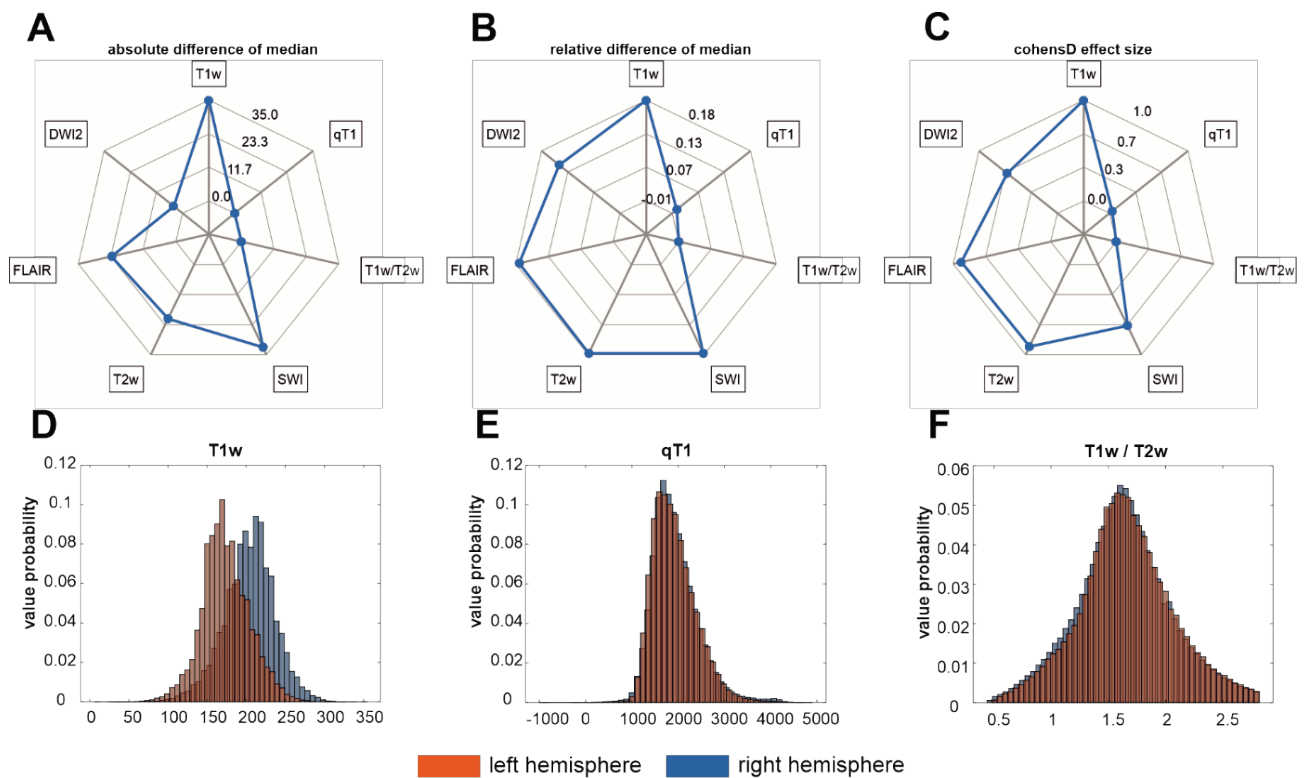 A
absolute difference of median
T1w
35.0
23.3
11.7
0.0
qT1
DWI2
FLAIR
T1w/T2w
T2w
SWI
B
relative difference of median
T1w
0.18
0.13
0.07
-0.01
qT1
DWI2
FLAIR
T1w/T2w
T2w
SWI
C
cohensD effect size
T1w
1.0
0.7
0.3
0.0
qT1
DWI2
FLAIR
T1w/T2w
T2w
SWI
D
T1w
value probability
0.12
0.1
0.08
0.06
0.04
0.02
0
0 50 100 150 200 250 300 350
E
qT1
value probability
0.12
0.1
0.08
0.06
0.04
0.02
0
-1000 0 1000 2000 3000 4000 5000
F
T1w / T2w
value probability
0.06
0.05
0.04
0.03
0.02
0.01
0
0.5 1 1.5 2 2.5
left hemisphere
right hemisphere